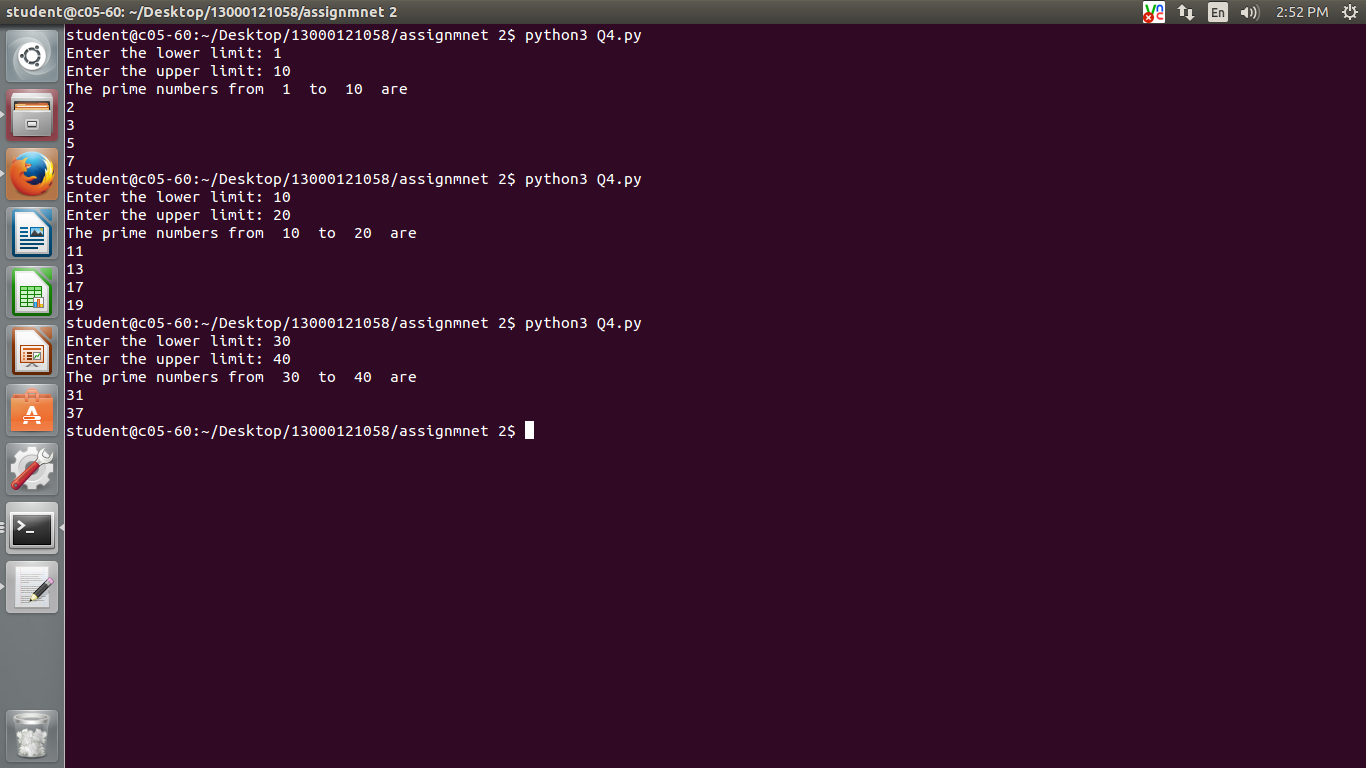 student@c05-60: ~/Desktop/13000121058/assignmnet 2
En
2:52 PM
student@c05-60:~/Desktop/13000121058/assignmnet 2$ python3 Q4.py
Enter the lower limit: 1
Enter the upper limit: 10
The prime numbers from  1  to  10  are
2
3
5
7
student@c05-60:~/Desktop/13000121058/assignmnet 2$ python3 Q4.py
Enter the lower limit: 10
Enter the upper limit: 20
The prime numbers from  10  to  20  are
11
13
17
19
student@c05-60:~/Desktop/13000121058/assignmnet 2$ python3 Q4.py
Enter the lower limit: 30
Enter the upper limit: 40
The prime numbers from  30  to  40  are
31
37
student@c05-60:~/Desktop/13000121058/assignmnet 2$